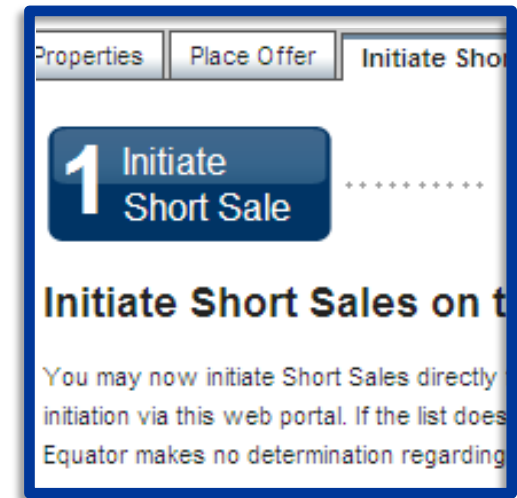 Properties Place Offer Initiate Shor
1 Initiate
Short Sale
Initiate Short Sales on t
You may now initiate Short Sales directly
initiation via this web portal. If the list does
Equator makes no determination regarding